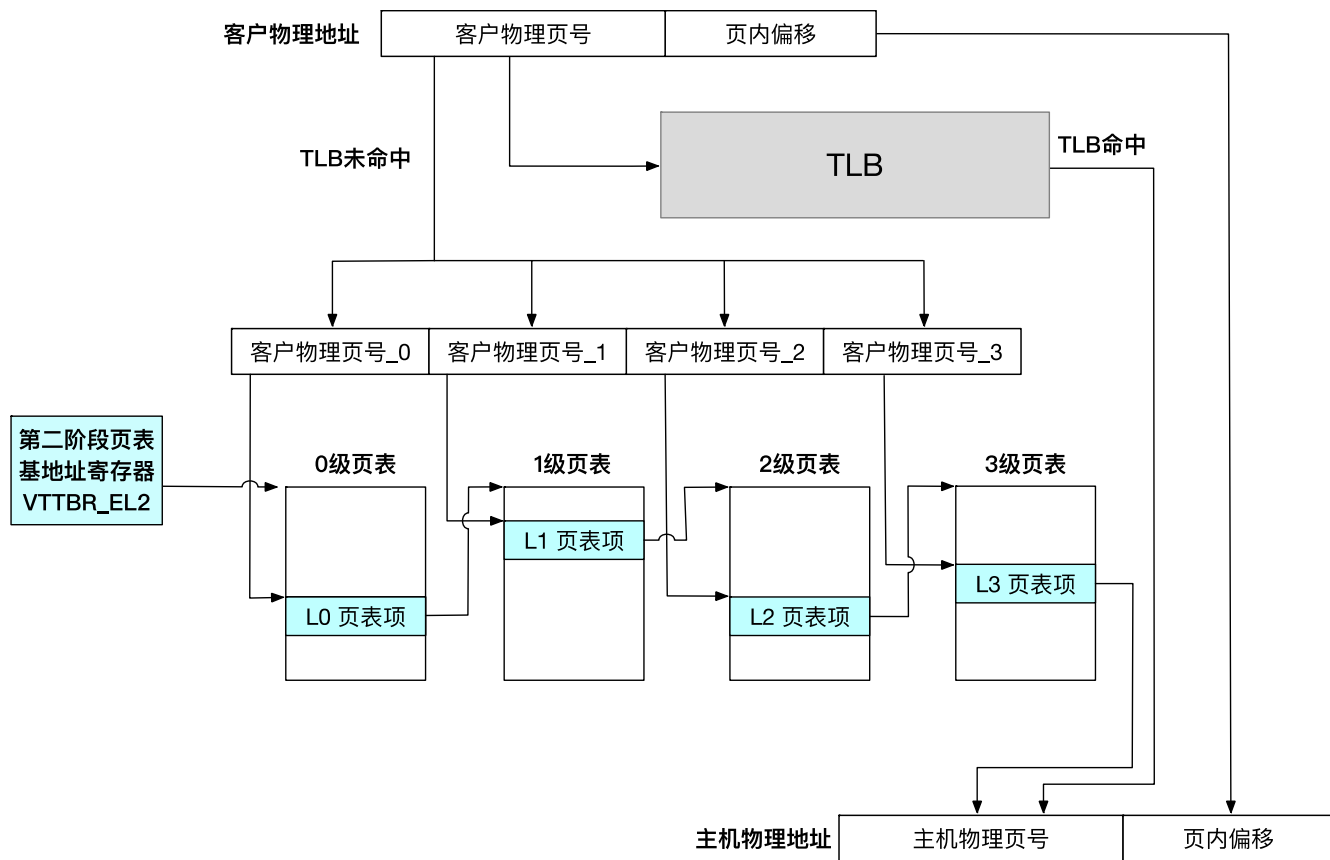 客户物理地址
客户物理页号
页内偏移
TLB未命中
TLB
TLB命中
客户物理页号_0
客户物理页号_1
客户物理页号_2
客户物理页号_3
第二阶段页表
基地址寄存器
VTTBR_EL2
0级页表
1级页表
2级页表
3级页表
L0 页表项
L1 页表项
L2 页表项
L3 页表项
主机物理地址
主机物理页号
页内偏移